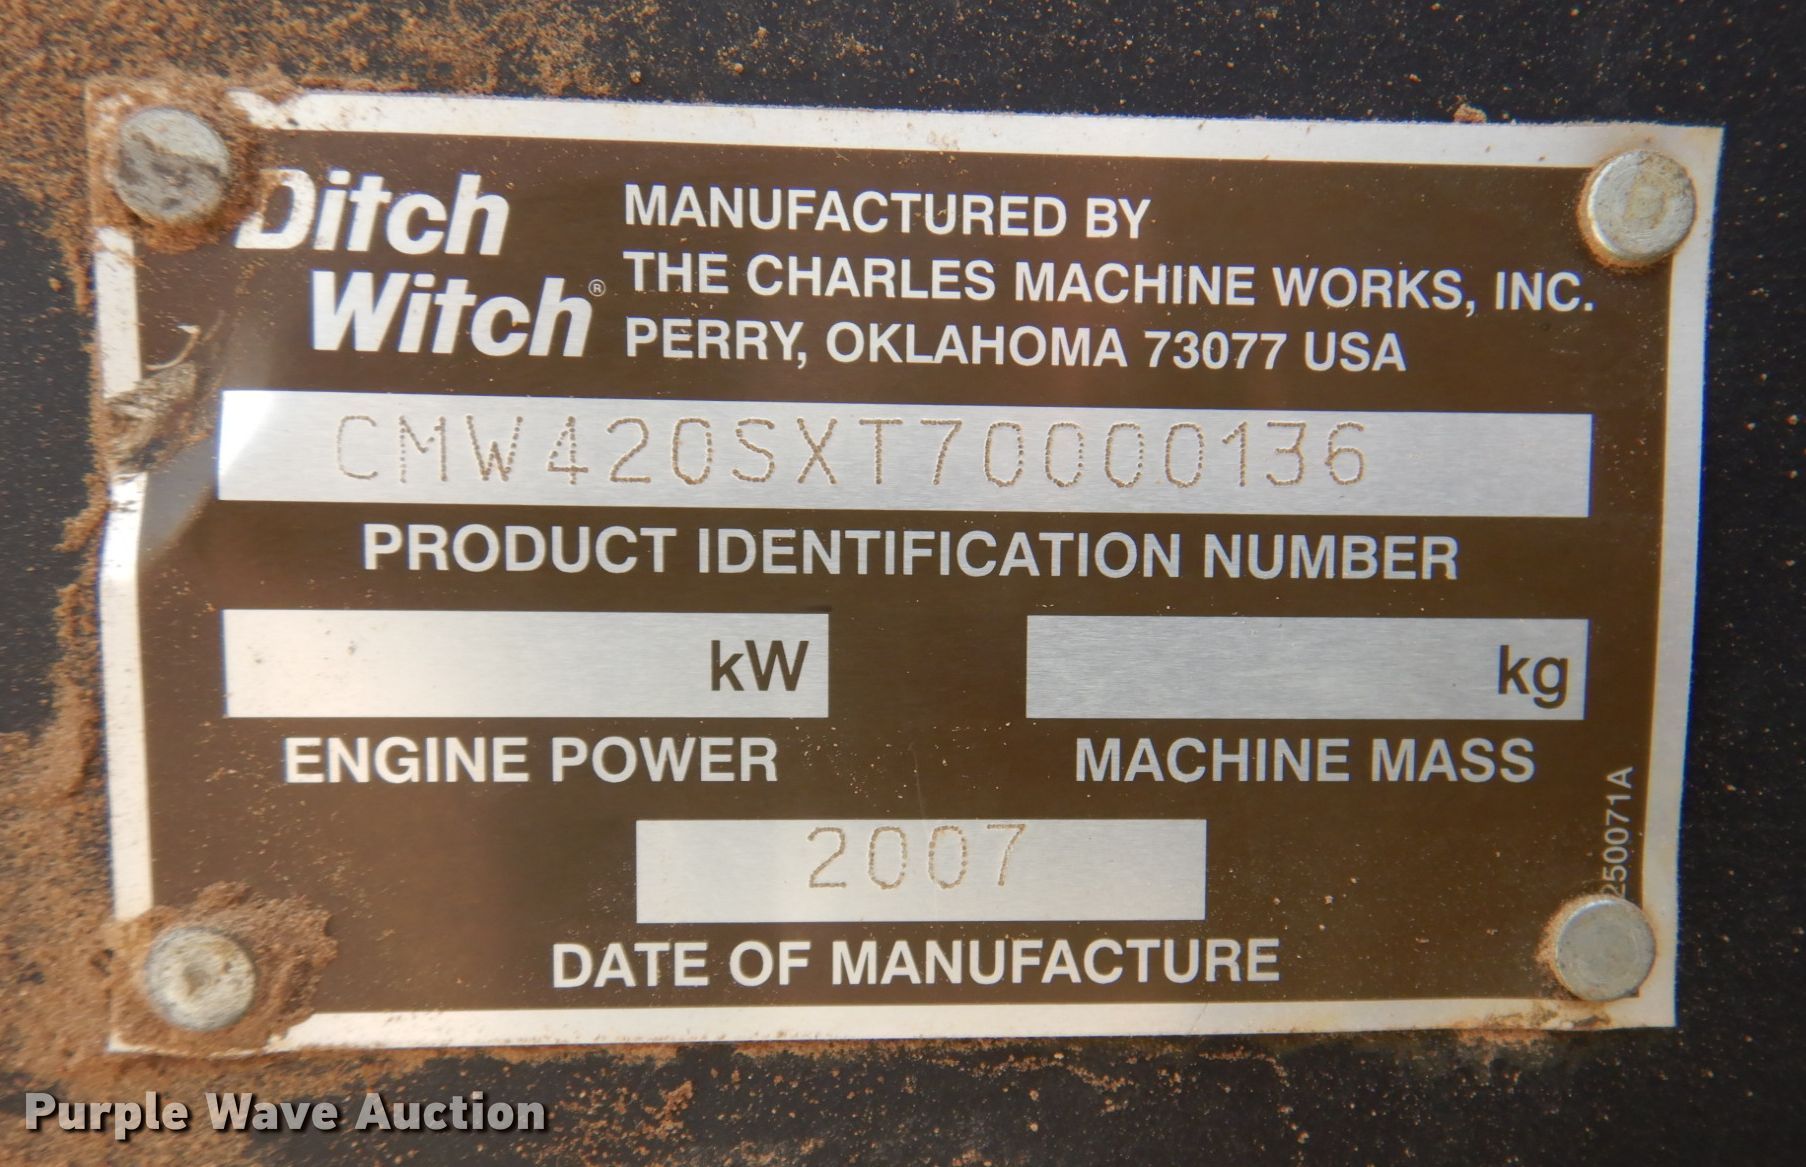 Ditch
Witch®
MANUFACTURED BY
THE CHARLES MACHINE WORKS, INC.
PERRY, OKLAHOMA 73077 USA
CMW420SXT70000136
PRODUCT IDENTIFICATION NUMBER
kW
kg
ENGINE POWER
MACHINE MASS
2007
DATE OF MANUFACTURE
250071A
Purple Wave Auction